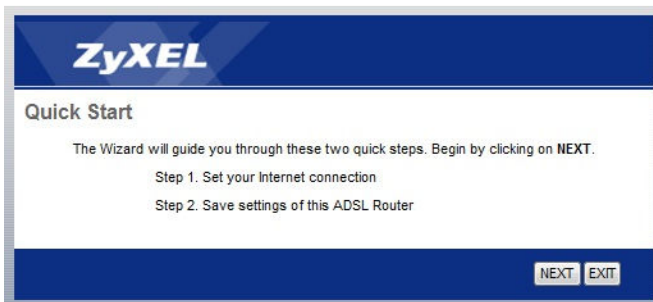 ZyXEL
Quick Start
The Wizard will guide you through these two quick steps. Begin by clicking on NEXT.
Step 1. Set your Internet connection
Step 2. Save settings of this ADSL Router
NEXT EXIT